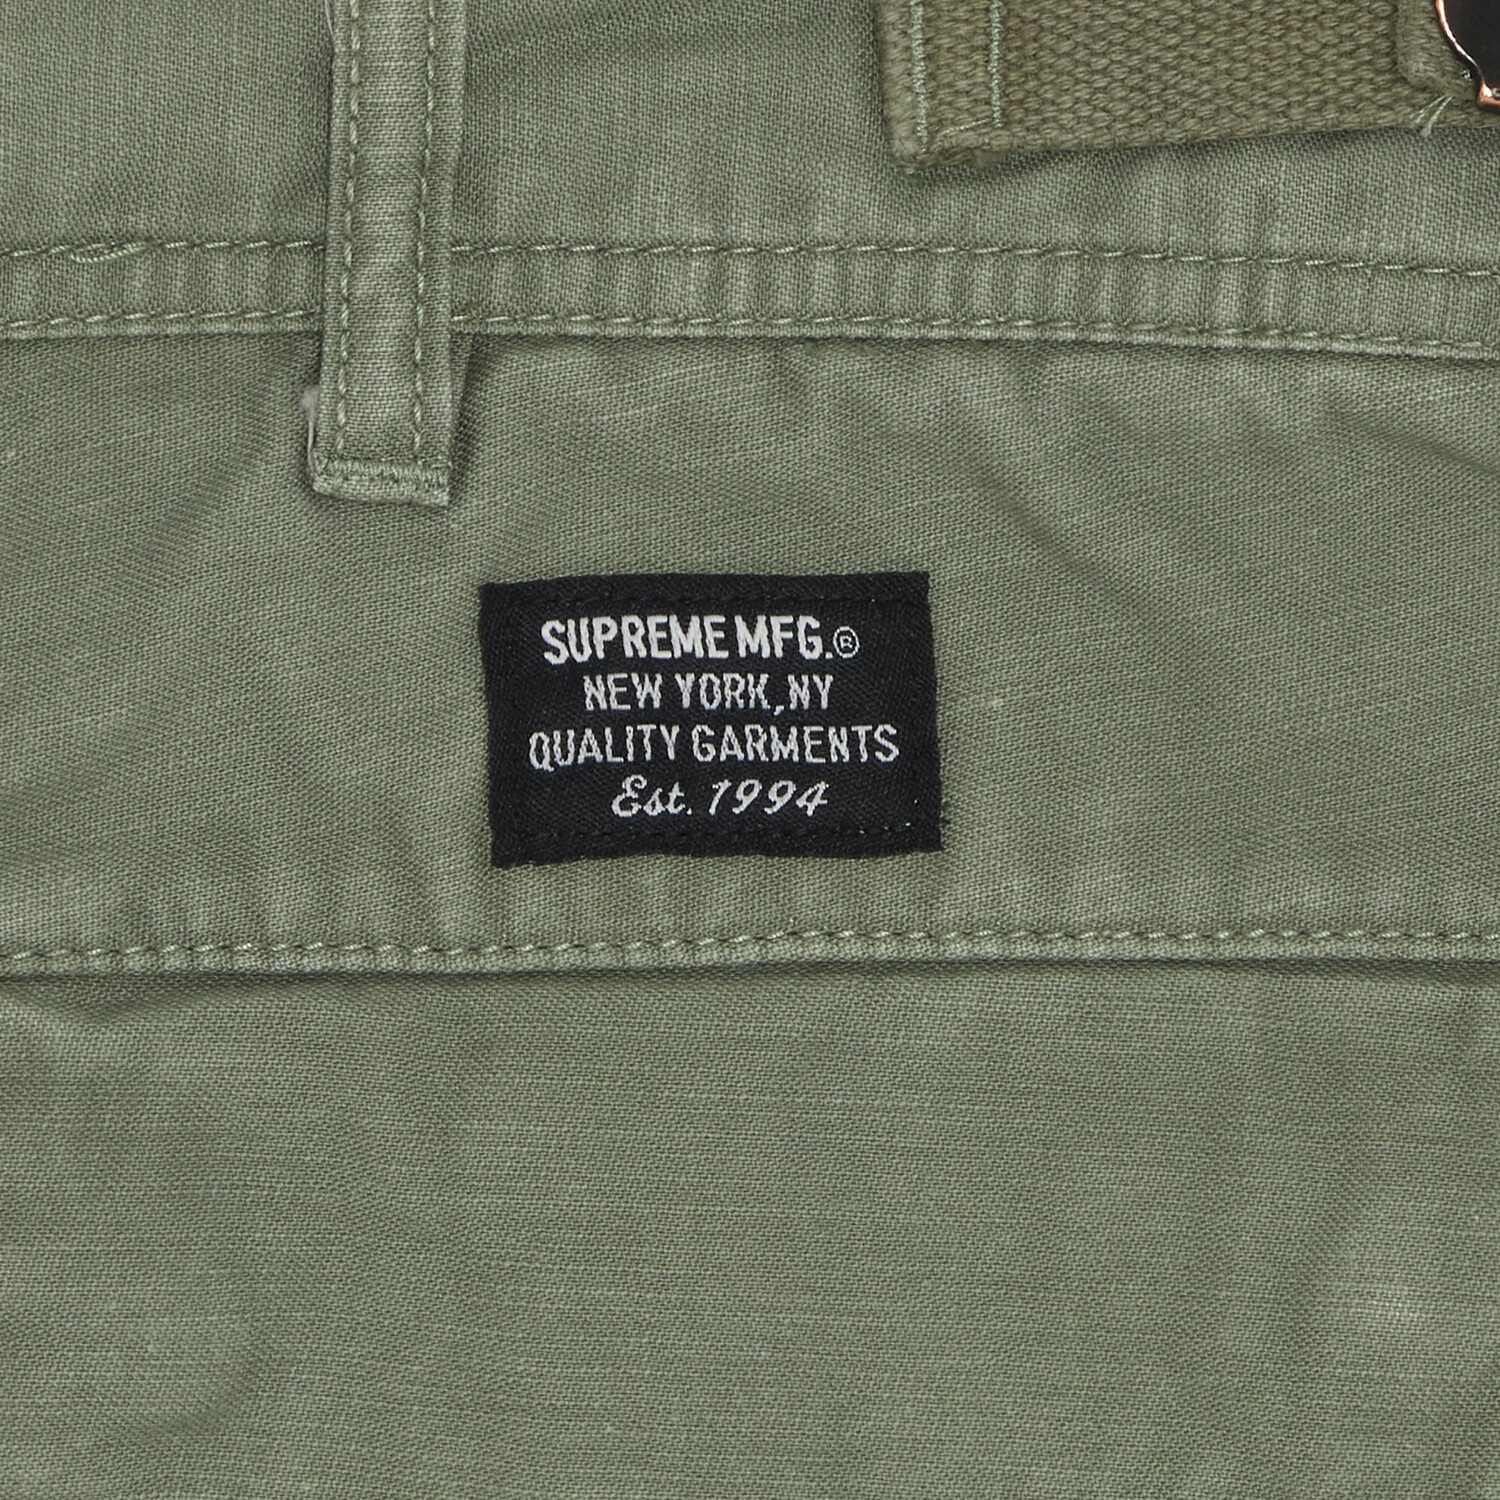 SUPREME MFG.®
NEW YORK, NY
QUALITY GARMENTS
Est. 1994